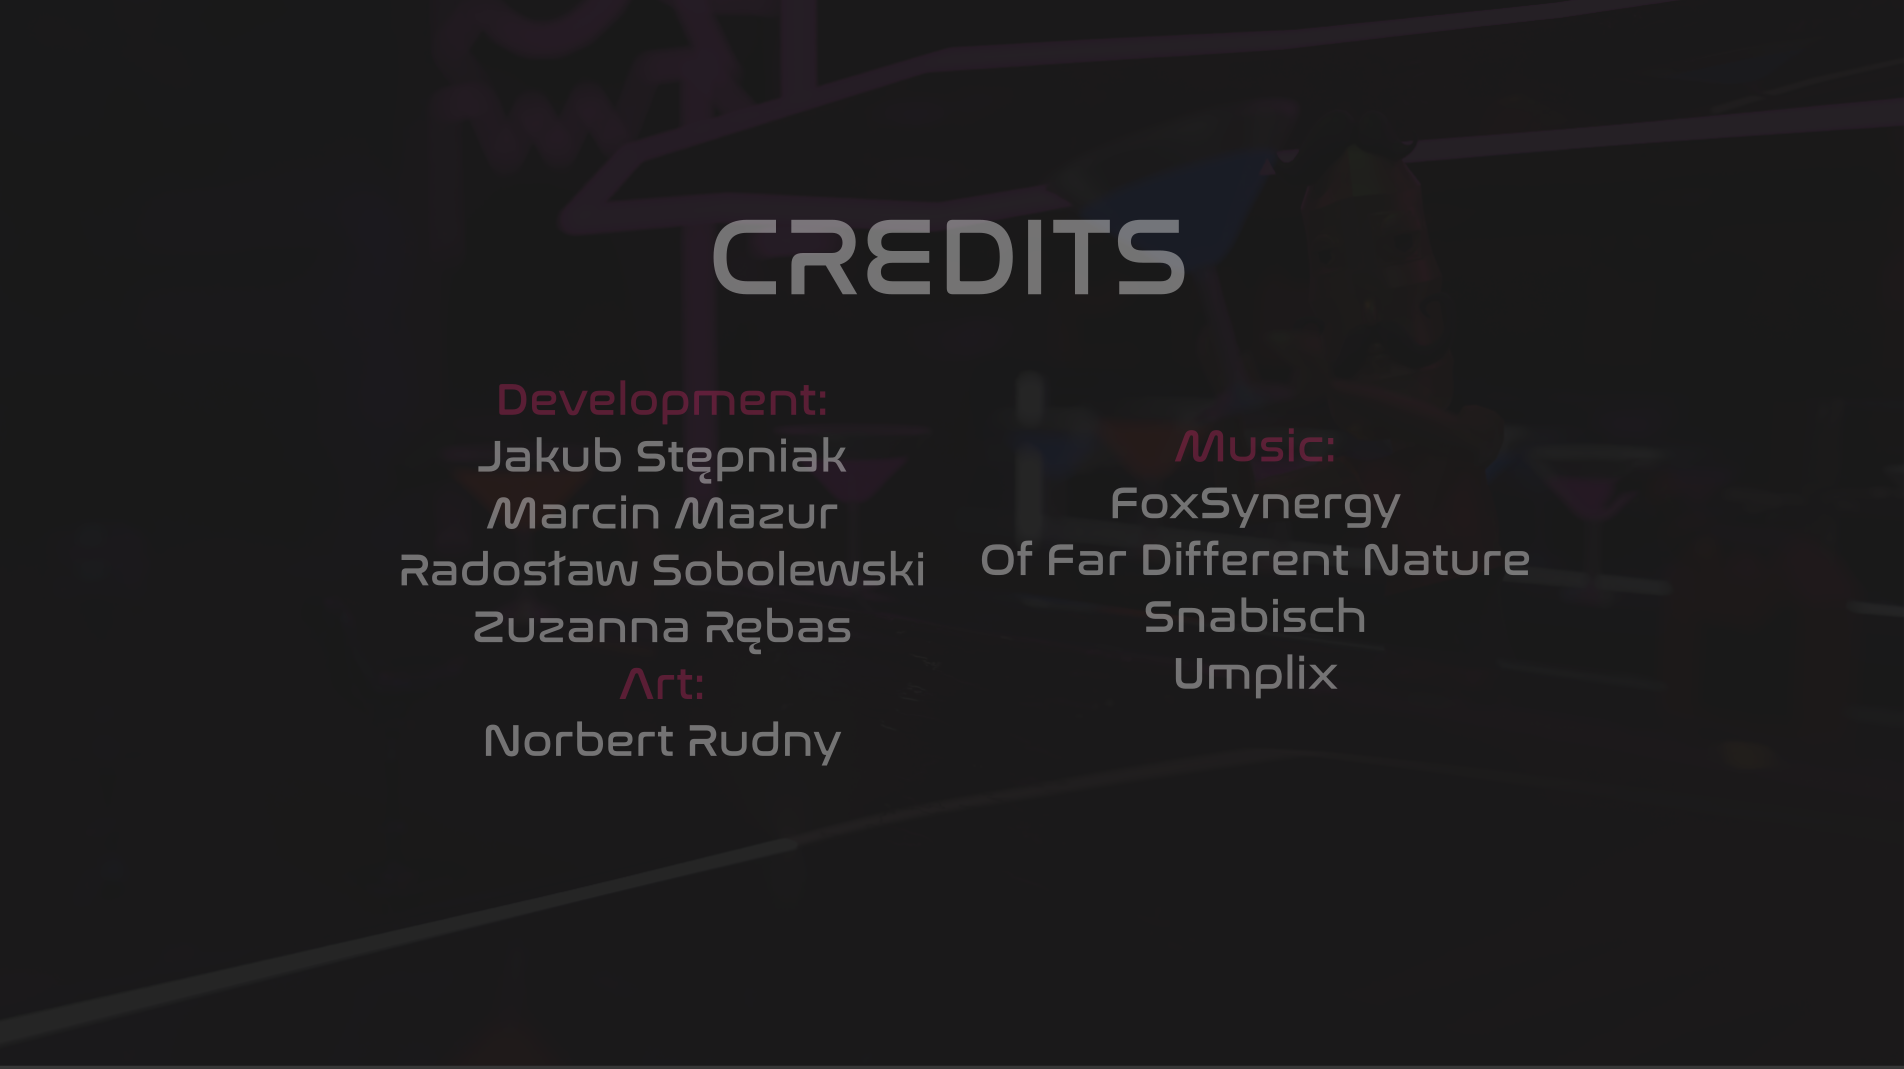 CREDITS
Development:
Jakub Stępniak
Marcin Mazur
Radosław Sobolewski
Zuzanna Rębas
Art:
Norbert Rudny
Music:
FoxSynergy
Of Far Different Nature
Snabisch
Umplix